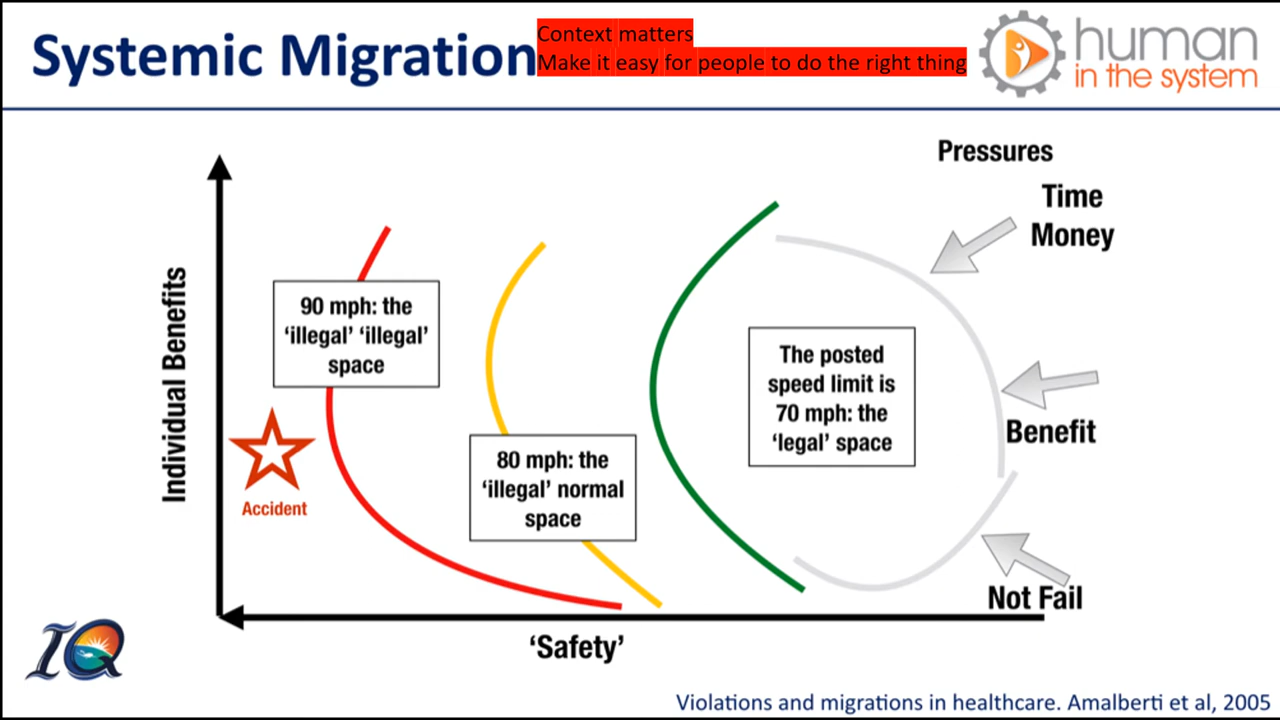 Systemic Migration
Context matters
Make it easy for people to do the right thing
human
in the system
Pressures
Time
Money
Benefit
Not Fail
Individual Benefits
90 mph: the
‘illegal’ ‘illegal’
space
80 mph: the
‘illegal’ normal
space
The posted
speed limit is
70 mph: the
‘legal’ space
Accident
‘Safety’
IQ
Violations and migrations in healthcare. Amalberti et al, 2005